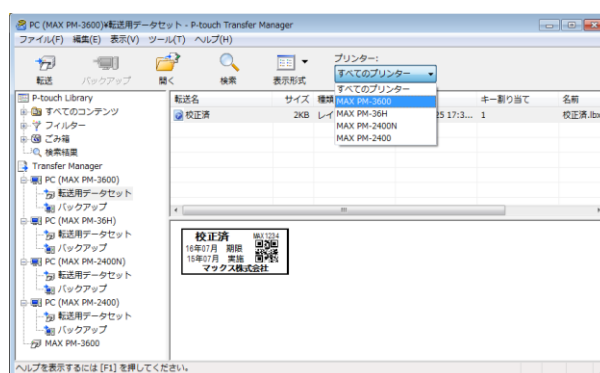 PC (MAX PM-3600)¥転送用データセット - P-touch Transfer Manager
ファイル(F) 編集(E) 表示(V) ツール(T) ヘルプ(H)
転送 バックアップ 開く 検索 表示形式
プリンター:
すべてのプリンター
すべてのプリンター
MAX PM-3600
MAX PM-36H
MAX PM-2400N
MAX PM-2400
P-touch Library
すべてのコンテンツ
フィルター
ごみ箱
検索結果
Transfer Manager
PC (MAX PM-3600)
転送用データセット
バックアップ
PC (MAX PM-36H)
転送用データセット
バックアップ
PC (MAX PM-2400N)
転送用データセット
バックアップ
PC (MAX PM-2400)
転送用データセット
バックアップ
MAX PM-3600
転送名 サイズ 種類 キー割り当て 名前
校正済 2KB レイ 25 17:3... 1 校正済.lbx
校正済 MAX1234
16年07月 期限
15年07月 実施
マックス株式会社
ヘルプを表示するには [F1] を押してください。